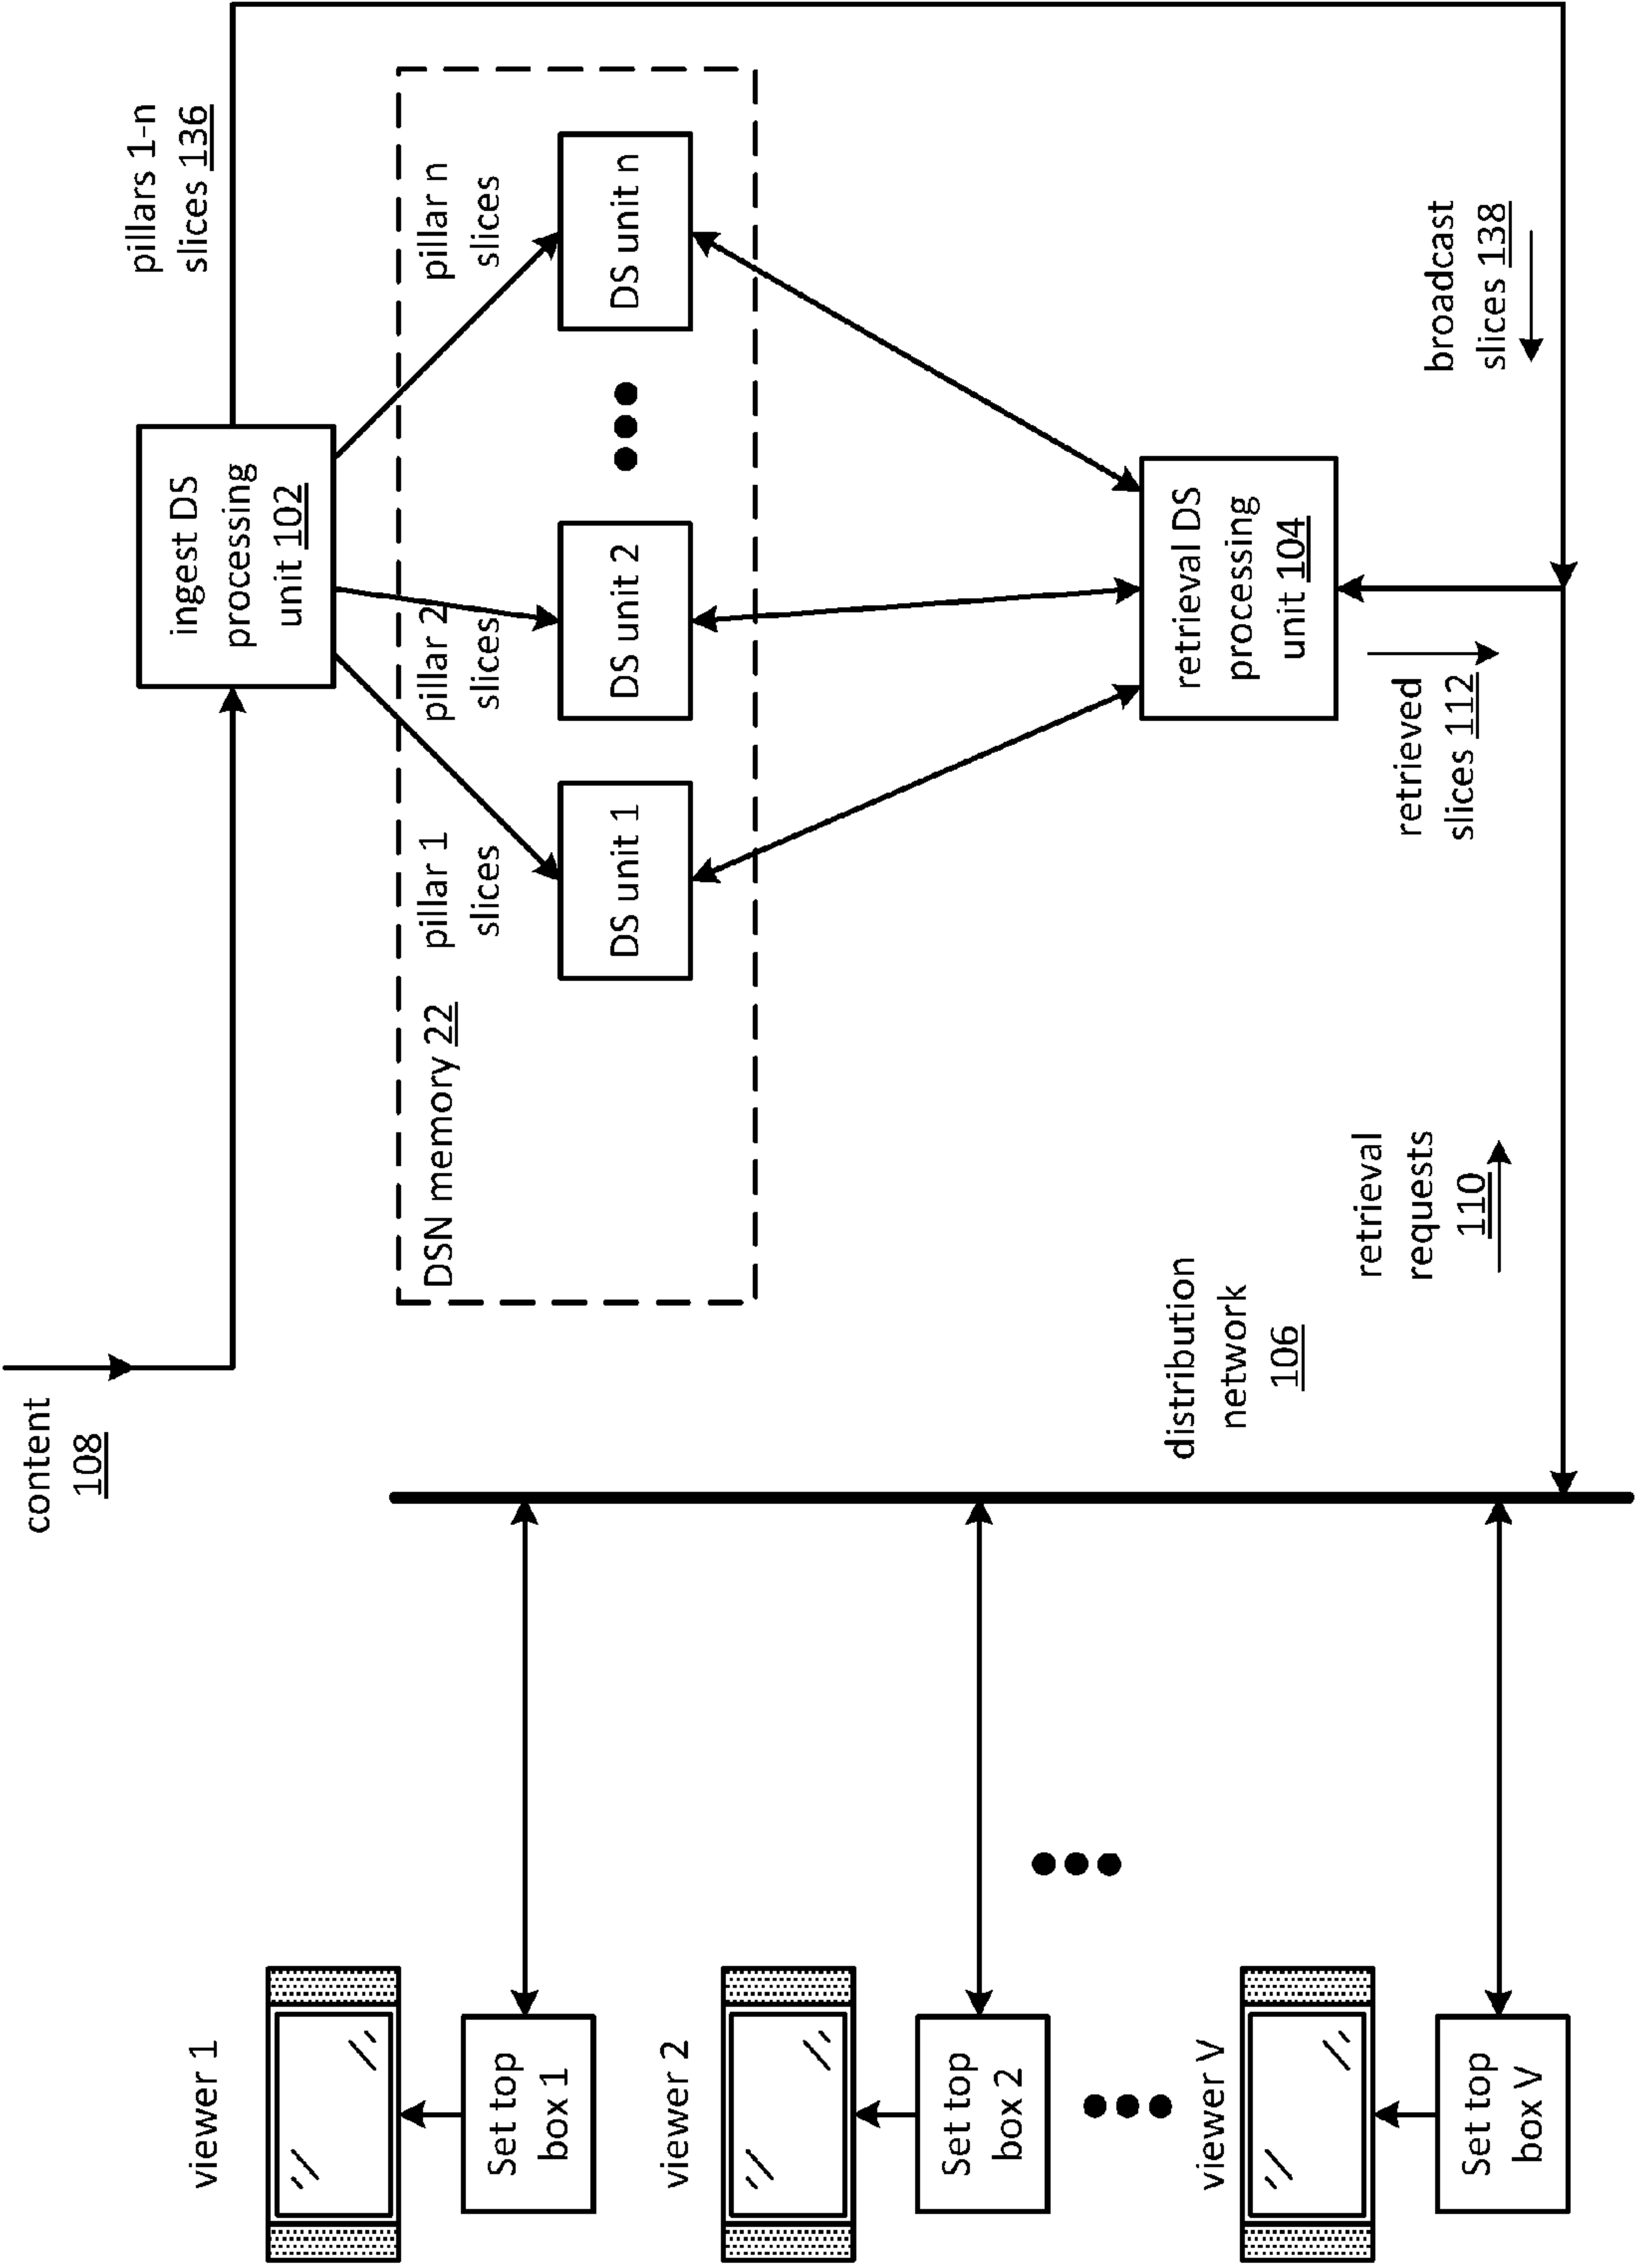 content
108
ingest DS
processing
unit 102
pillars 1-n
slices 136
DSN memory 22
pillar 1
slices
pillar 2
slices
pillar n
slices
DS unit 1
DS unit 2
DS unit n
retrieval DS
processing
unit 104
distribution
network
106
retrieval
requests
110
retrieved
slices 112
broadcast
slices 138
viewer 1
Set top
box 1
viewer 2
Set top
box 2
viewer V
Set top
box V